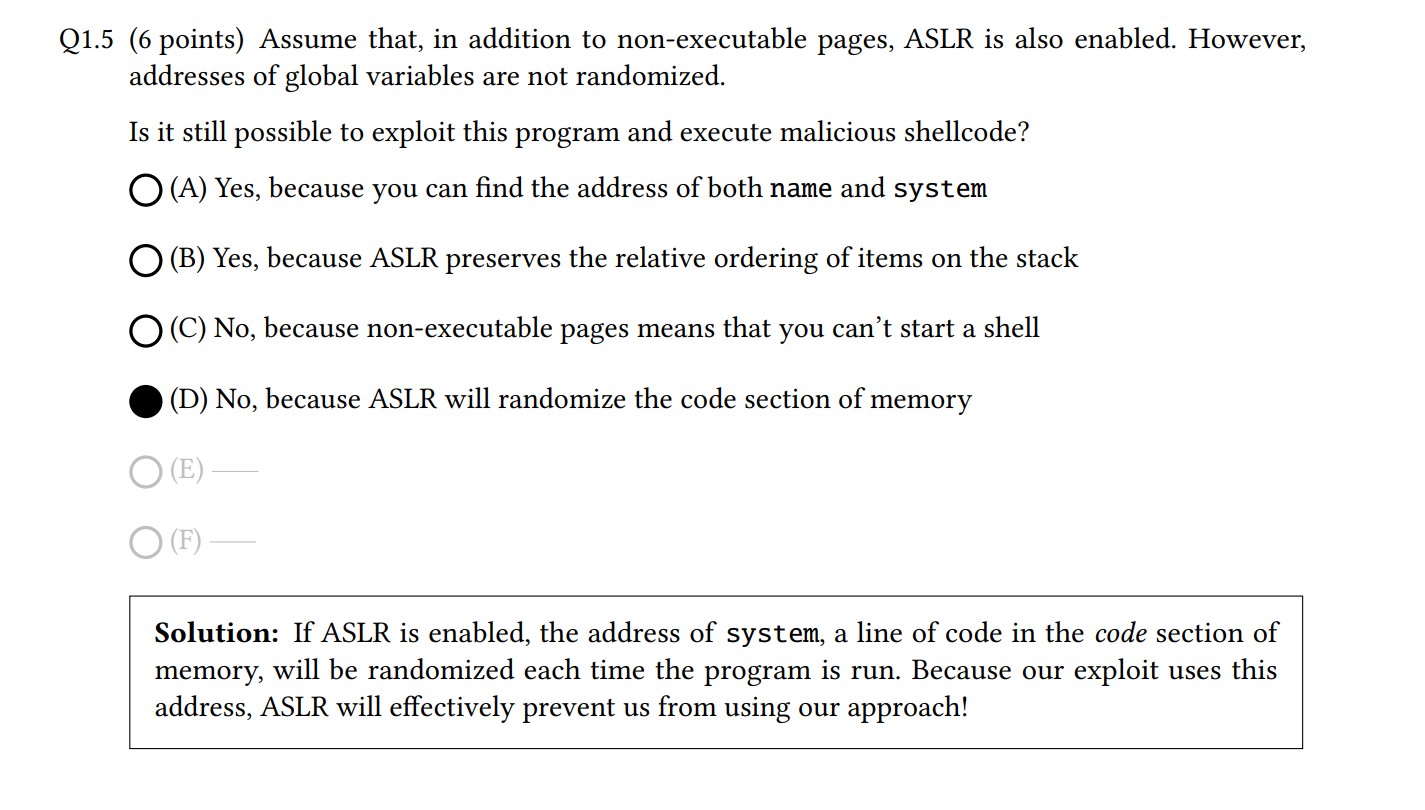 Q1.5 (6 points) Assume that, in addition to non-executable pages, ASLR is also enabled. However,
addresses of global variables are not randomized.
Is it still possible to exploit this program and execute malicious shellcode?
(A) Yes, because you can find the address of both name and system
(B) Yes, because ASLR preserves the relative ordering of items on the stack
(C) No, because non-executable pages means that you can’t start a shell
(D) No, because ASLR will randomize the code section of memory
(E) —
(F) —
Solution: If ASLR is enabled, the address of system, a line of code in the code section of
memory, will be randomized each time the program is run. Because our exploit uses this
address, ASLR will effectively prevent us from using our approach!